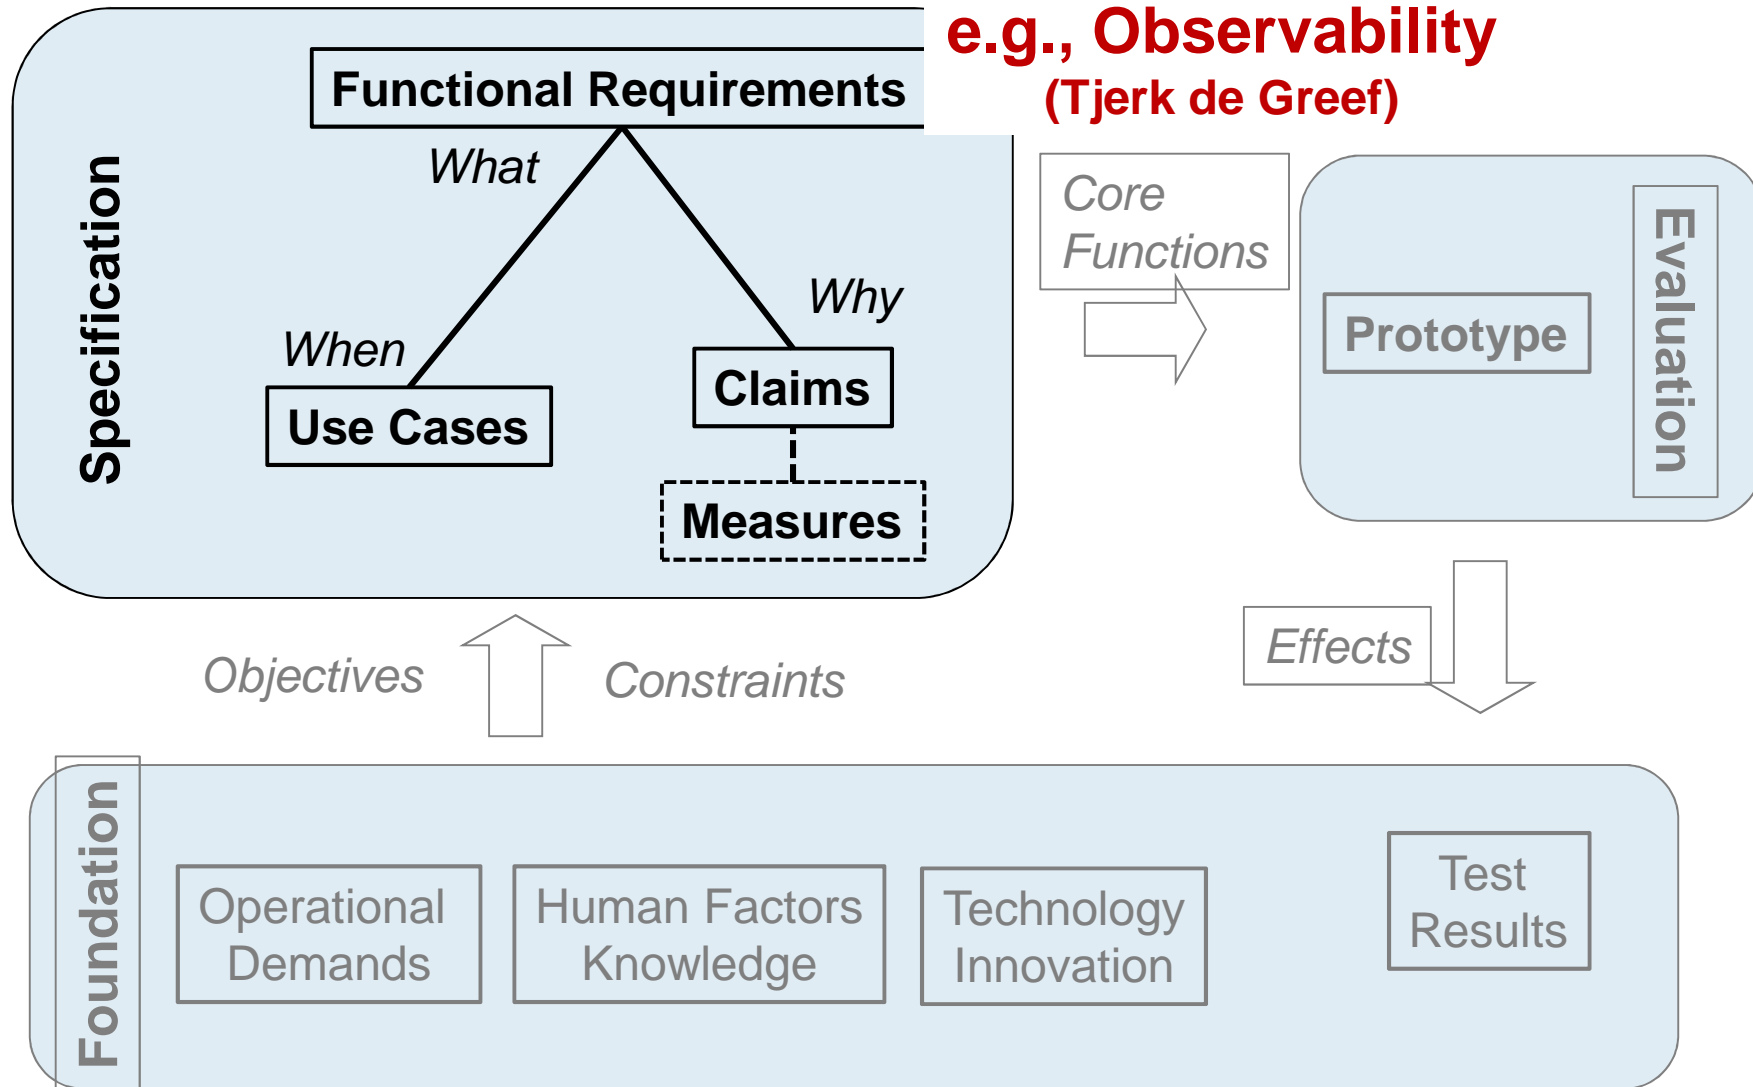 e.g., Observability
(Tjerk de Greef)
Functional Requirements
What
Why
When
Use Cases
Claims
Measures
Specification
Core
Functions
Prototype
Evaluation
Objectives
Constraints
Effects
Foundation
Operational
Demands
Human Factors
Knowledge
Technology
Innovation
Test
Results